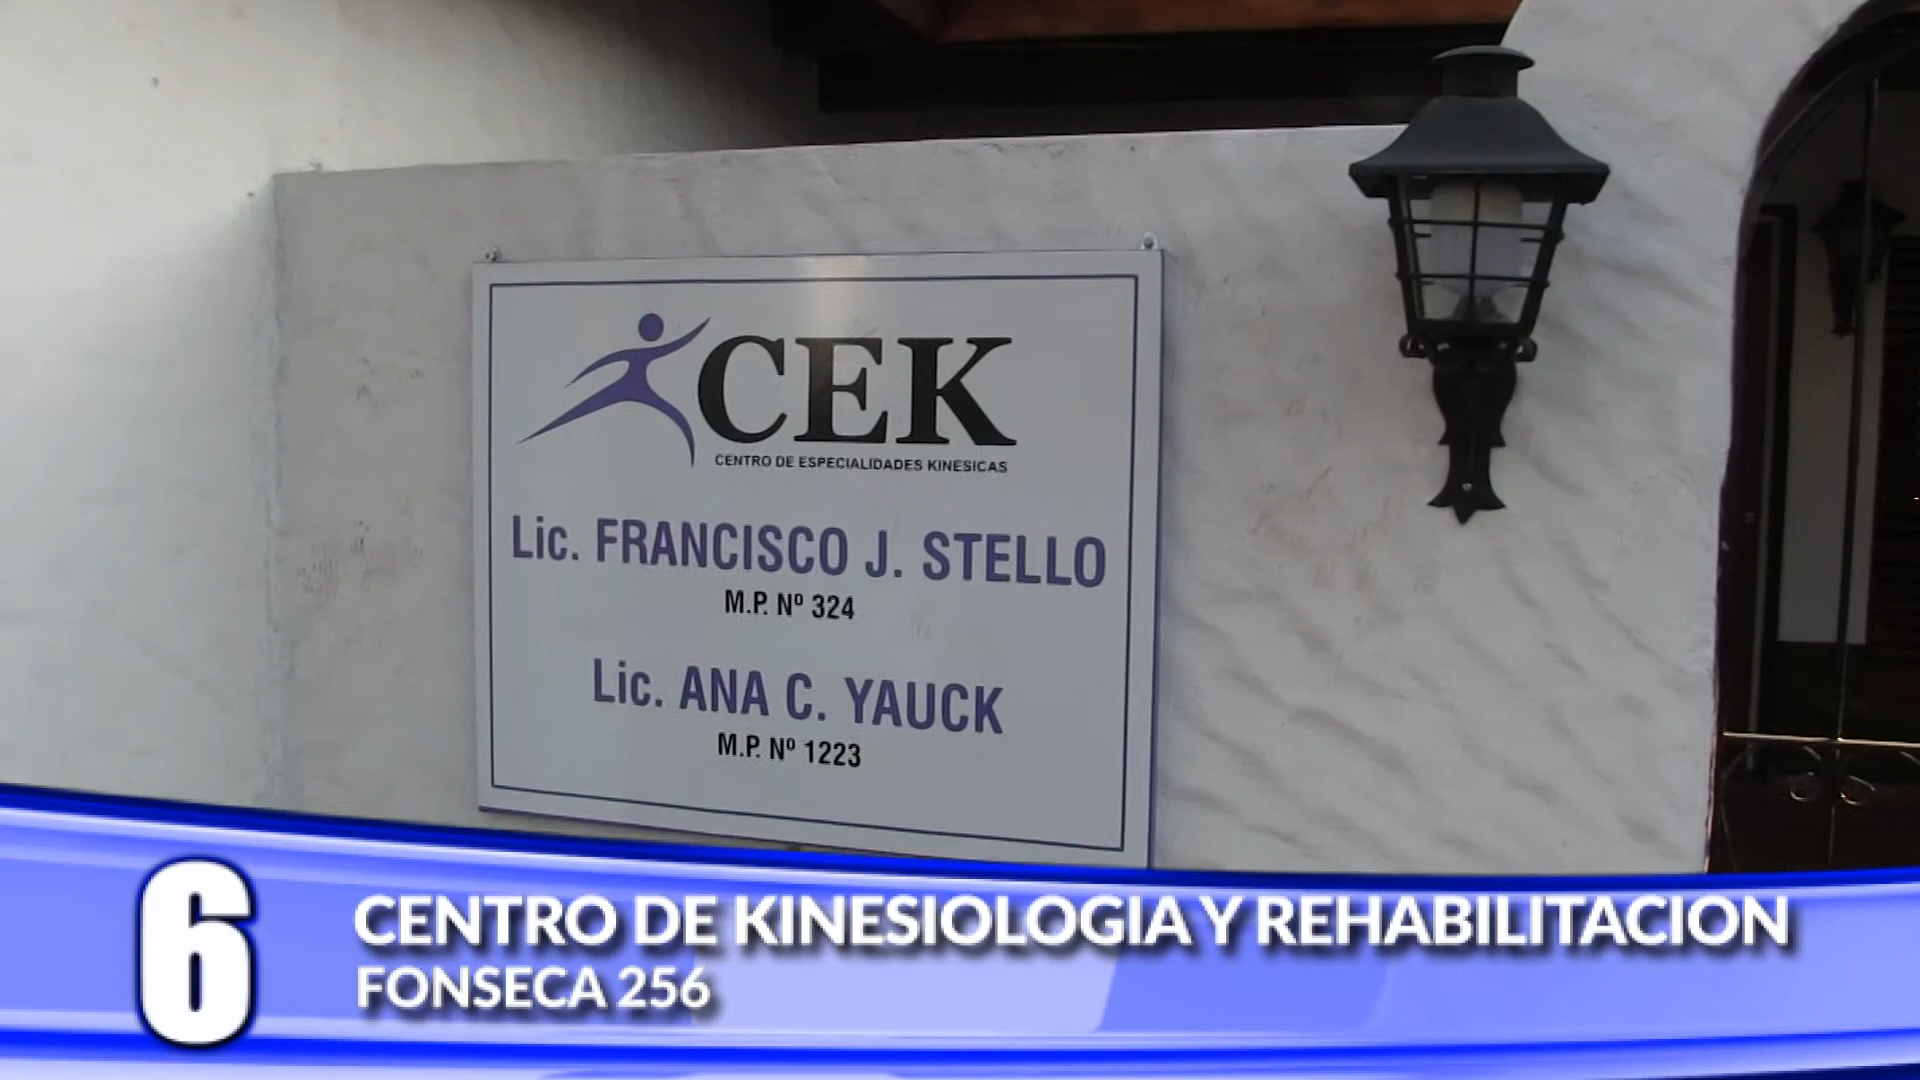 CEK
CENTRO DE ESPECIALIDADES KINESICAS
Lic. FRANCISCO J. STELLO
M.P. Nº 324
Lic. ANA C. YAUCK
M.P. Nº 1223
6
CENTRO DE KINESIOLOGIA Y REHABILITACION
FONSECA 256